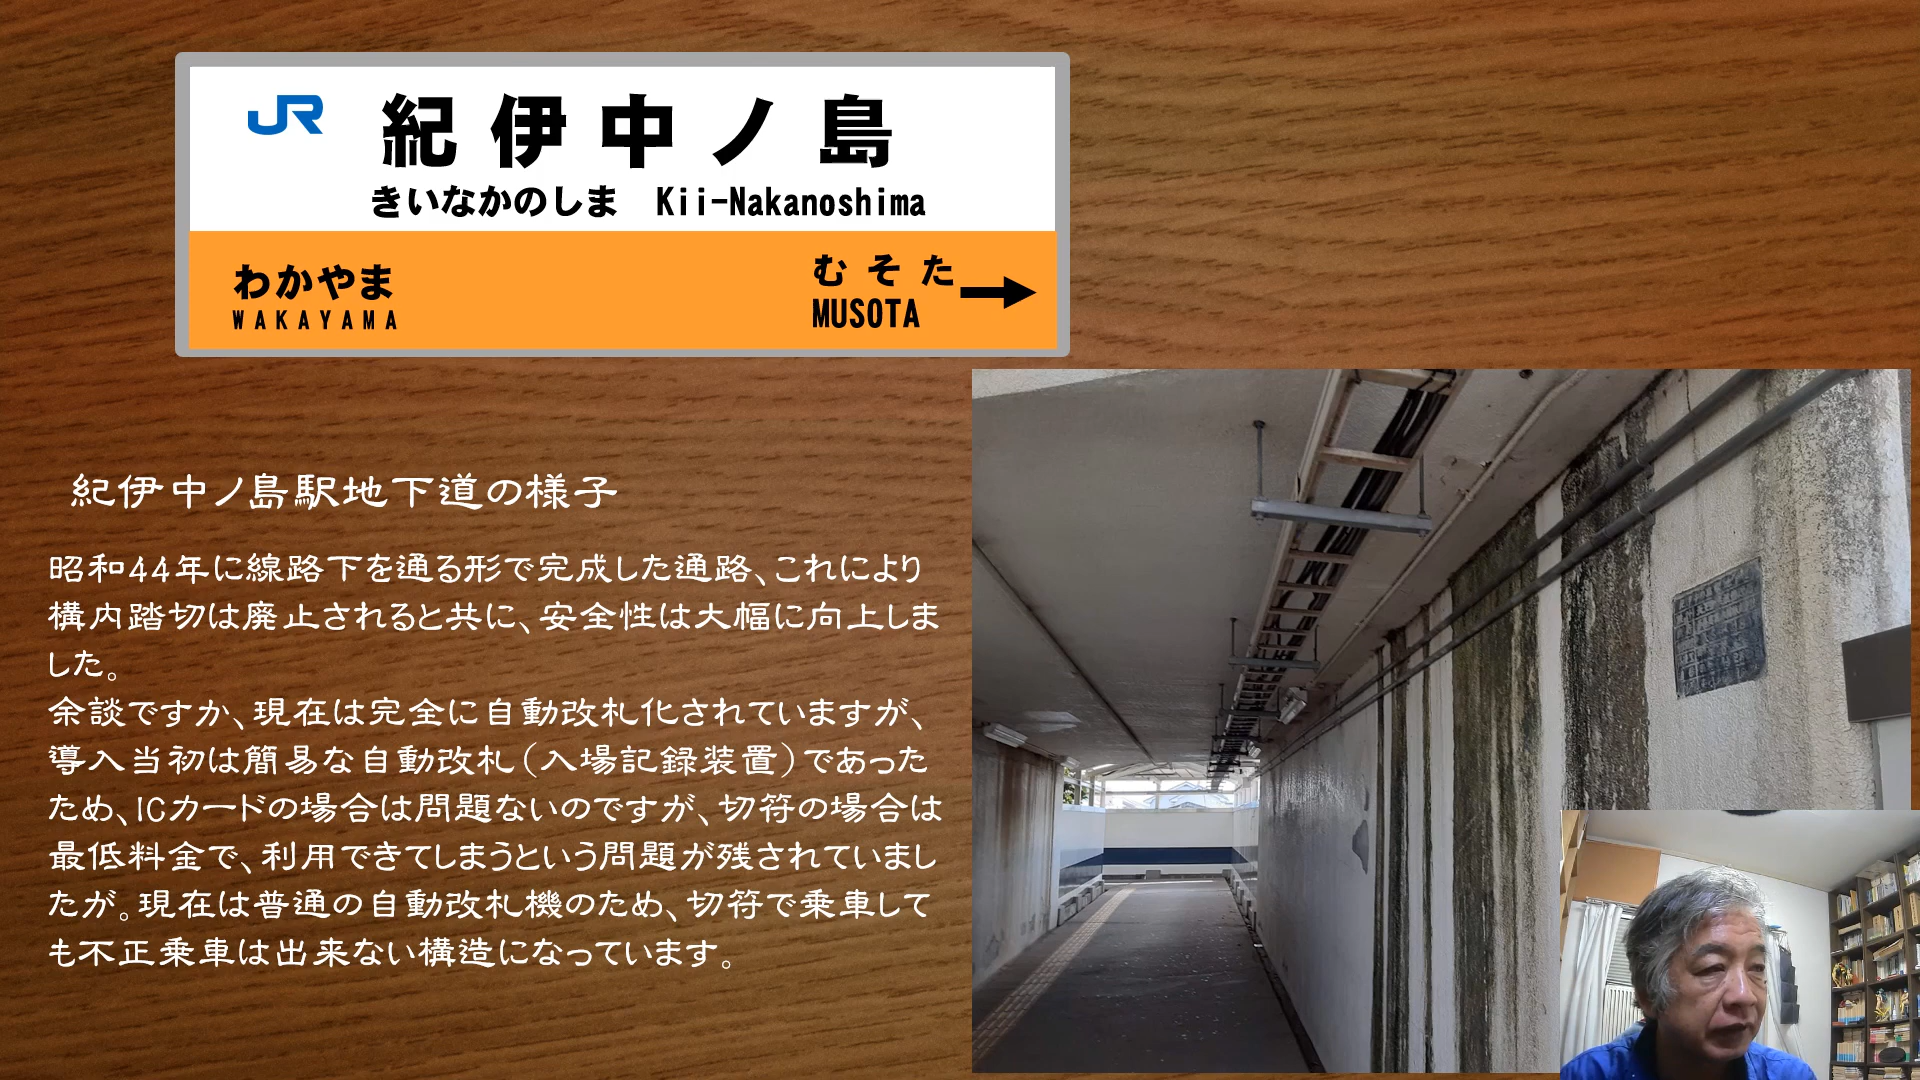 JR
紀伊中ノ島
きいなかのしま Kii-Nakanoshima
わかやま
WAKAYAMA
むそた
MUSOTA
紀伊中ノ島駅地下道の様子
昭和44年に線路下を通る形で完成した通路、これにより
構内踏切は廃止されると共に、安全性は大幅に向上しま
した。
余談ですか、現在は完全に自動改札化されていますが、
導入当初は簡易な自動改札(入場記録装置)であった
ため、ICカードの場合は問題ないのですが、切符の場合は
最低料金で、利用できてしまうという問題が残されていまし
たが。現在は普通の自動改札機のため、切符で乗車して
も不正乗車は出来ない構造になっています。